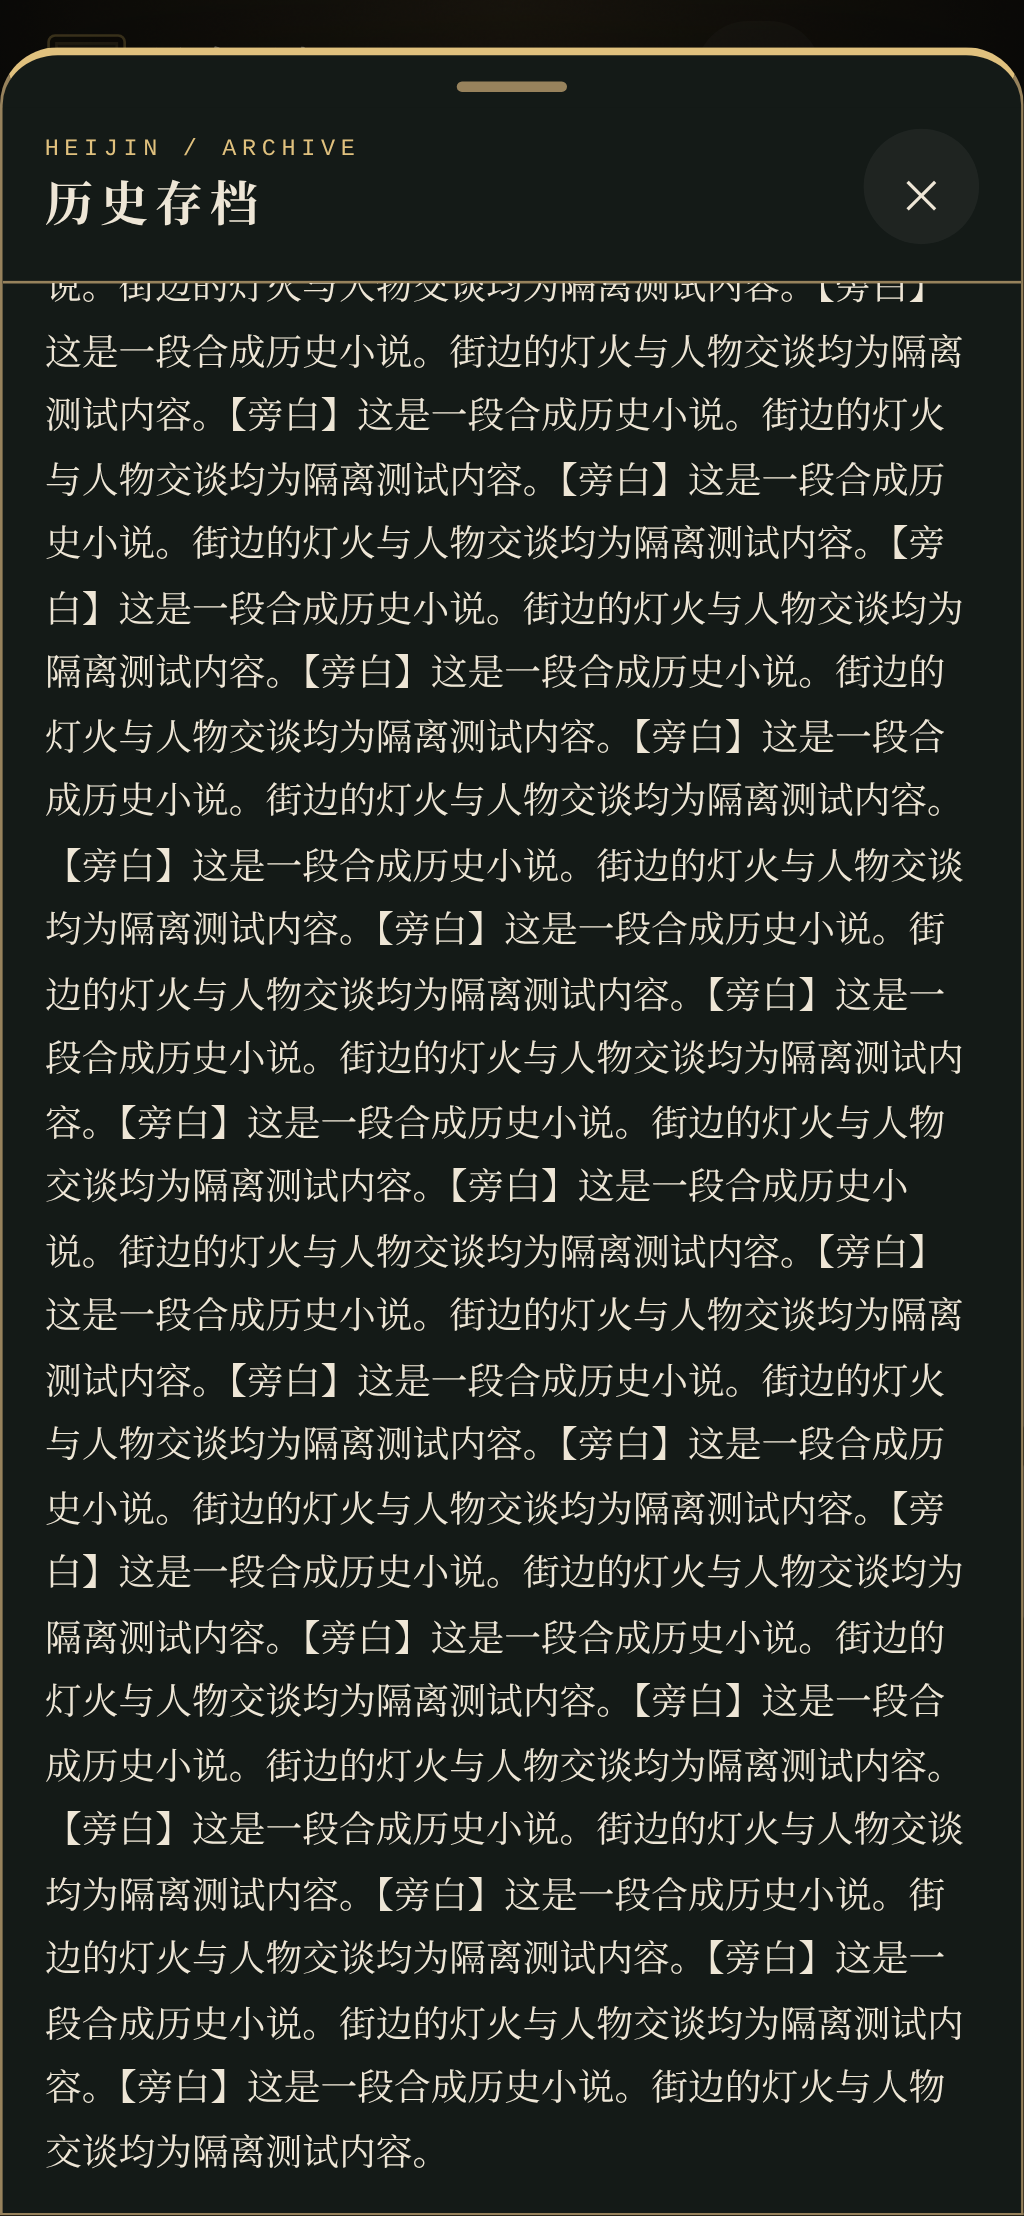 HEIJIN / ARCHIVE
历史存档
说。街边的灯火与人物交谈均为隔离测试内容。【旁白】
这是一段合成历史小说。街边的灯火与人物交谈均为隔离
测试内容。【旁白】这是一段合成历史小说。街边的灯火
与人物交谈均为隔离测试内容。【旁白】这是一段合成历
史小说。街边的灯火与人物交谈均为隔离测试内容。【旁
白】这是一段合成历史小说。街边的灯火与人物交谈均为
隔离测试内容。【旁白】这是一段合成历史小说。街边的
灯火与人物交谈均为隔离测试内容。【旁白】这是一段合
成历史小说。街边的灯火与人物交谈均为隔离测试内容。
【旁白】这是一段合成历史小说。街边的灯火与人物交谈
均为隔离测试内容。【旁白】这是一段合成历史小说。街
边的灯火与人物交谈均为隔离测试内容。【旁白】这是一
段合成历史小说。街边的灯火与人物交谈均为隔离测试内
容。【旁白】这是一段合成历史小说。街边的灯火与人物
交谈均为隔离测试内容。【旁白】这是一段合成历史小
说。街边的灯火与人物交谈均为隔离测试内容。【旁白】
这是一段合成历史小说。街边的灯火与人物交谈均为隔离
测试内容。【旁白】这是一段合成历史小说。街边的灯火
与人物交谈均为隔离测试内容。【旁白】这是一段合成历
史小说。街边的灯火与人物交谈均为隔离测试内容。【旁
白】这是一段合成历史小说。街边的灯火与人物交谈均为
隔离测试内容。【旁白】这是一段合成历史小说。街边的
灯火与人物交谈均为隔离测试内容。【旁白】这是一段合
成历史小说。街边的灯火与人物交谈均为隔离测试内容。
【旁白】这是一段合成历史小说。街边的灯火与人物交谈
均为隔离测试内容。【旁白】这是一段合成历史小说。街
边的灯火与人物交谈均为隔离测试内容。【旁白】这是一
段合成历史小说。街边的灯火与人物交谈均为隔离测试内
容。【旁白】这是一段合成历史小说。街边的灯火与人物
交谈均为隔离测试内容。